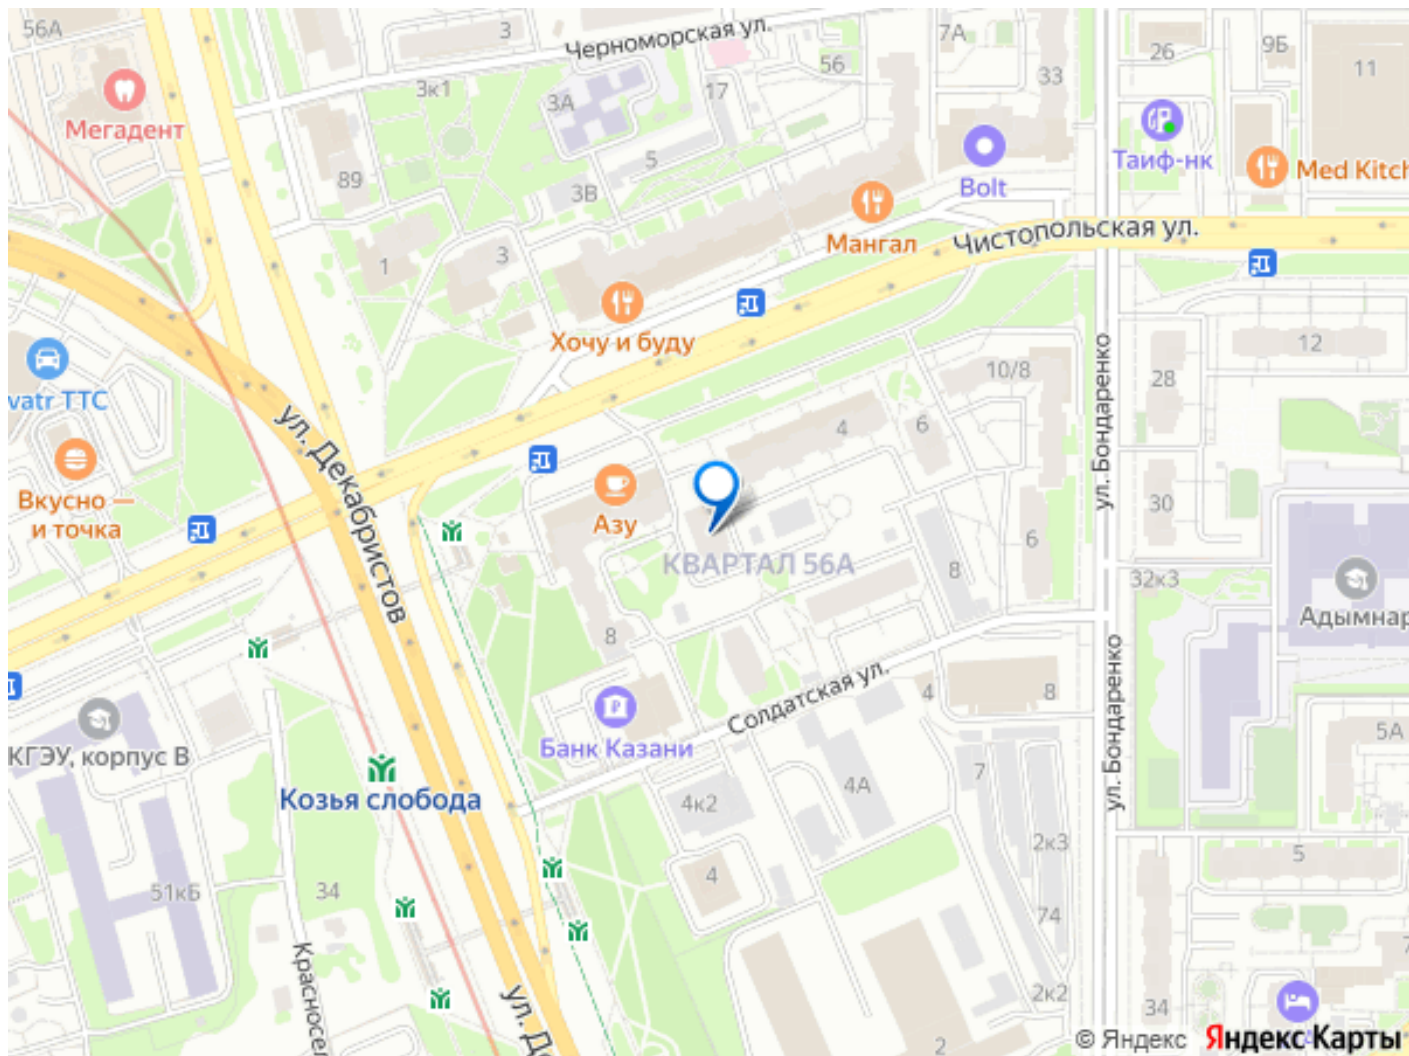 56А
3
Черноморская ул.
7А
26
9Б
11
56
33
3к1
3А
17
Мегадент
5
Таиф-нк
Med Kitch
89
3В
Bolt
Мангал
Чистопольская ул.
1
3
Хочу и буду
ул. Бондаренко
12
10/8
28
vatr ТТС
ул. Декабристов
4
6
Вкусно —
и точка
Азу
30
КВАРТАЛ 56А
6
8
32к3
Адымнар
8
Солдатская ул.
4
8
ул. Бондаренко
Банк Казани
5А
КГЭУ, корпус В
7
4А
Козья слобода
4к2
2к3
5
4
51кБ
34
74
7
Красносел
ул. Де
2к2
34
2
© Яндекс Яндекс Карты